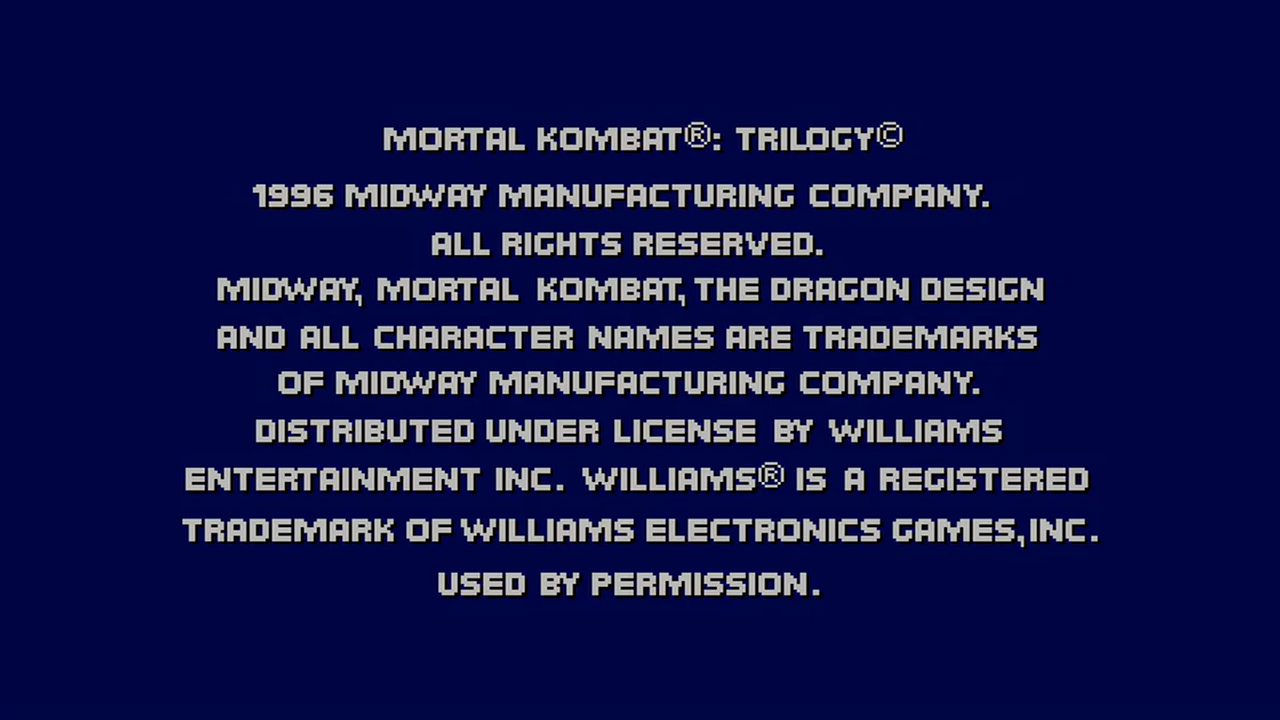 MORTAL KOMBAT®: TRILOGY©
1996 MIDWAY MANUFACTURING COMPANY.
ALL RIGHTS RESERVED.
MIDWAY, MORTAL KOMBAT, THE DRAGON DESIGN
AND ALL CHARACTER NAMES ARE TRADEMARKS
OF MIDWAY MANUFACTURING COMPANY.
DISTRIBUTED UNDER LICENSE BY WILLIAMS
ENTERTAINMENT INC. WILLIAMS® IS A REGISTERED
TRADEMARK OF WILLIAMS ELECTRONICS GAMES,INC.
USED BY PERMISSION.